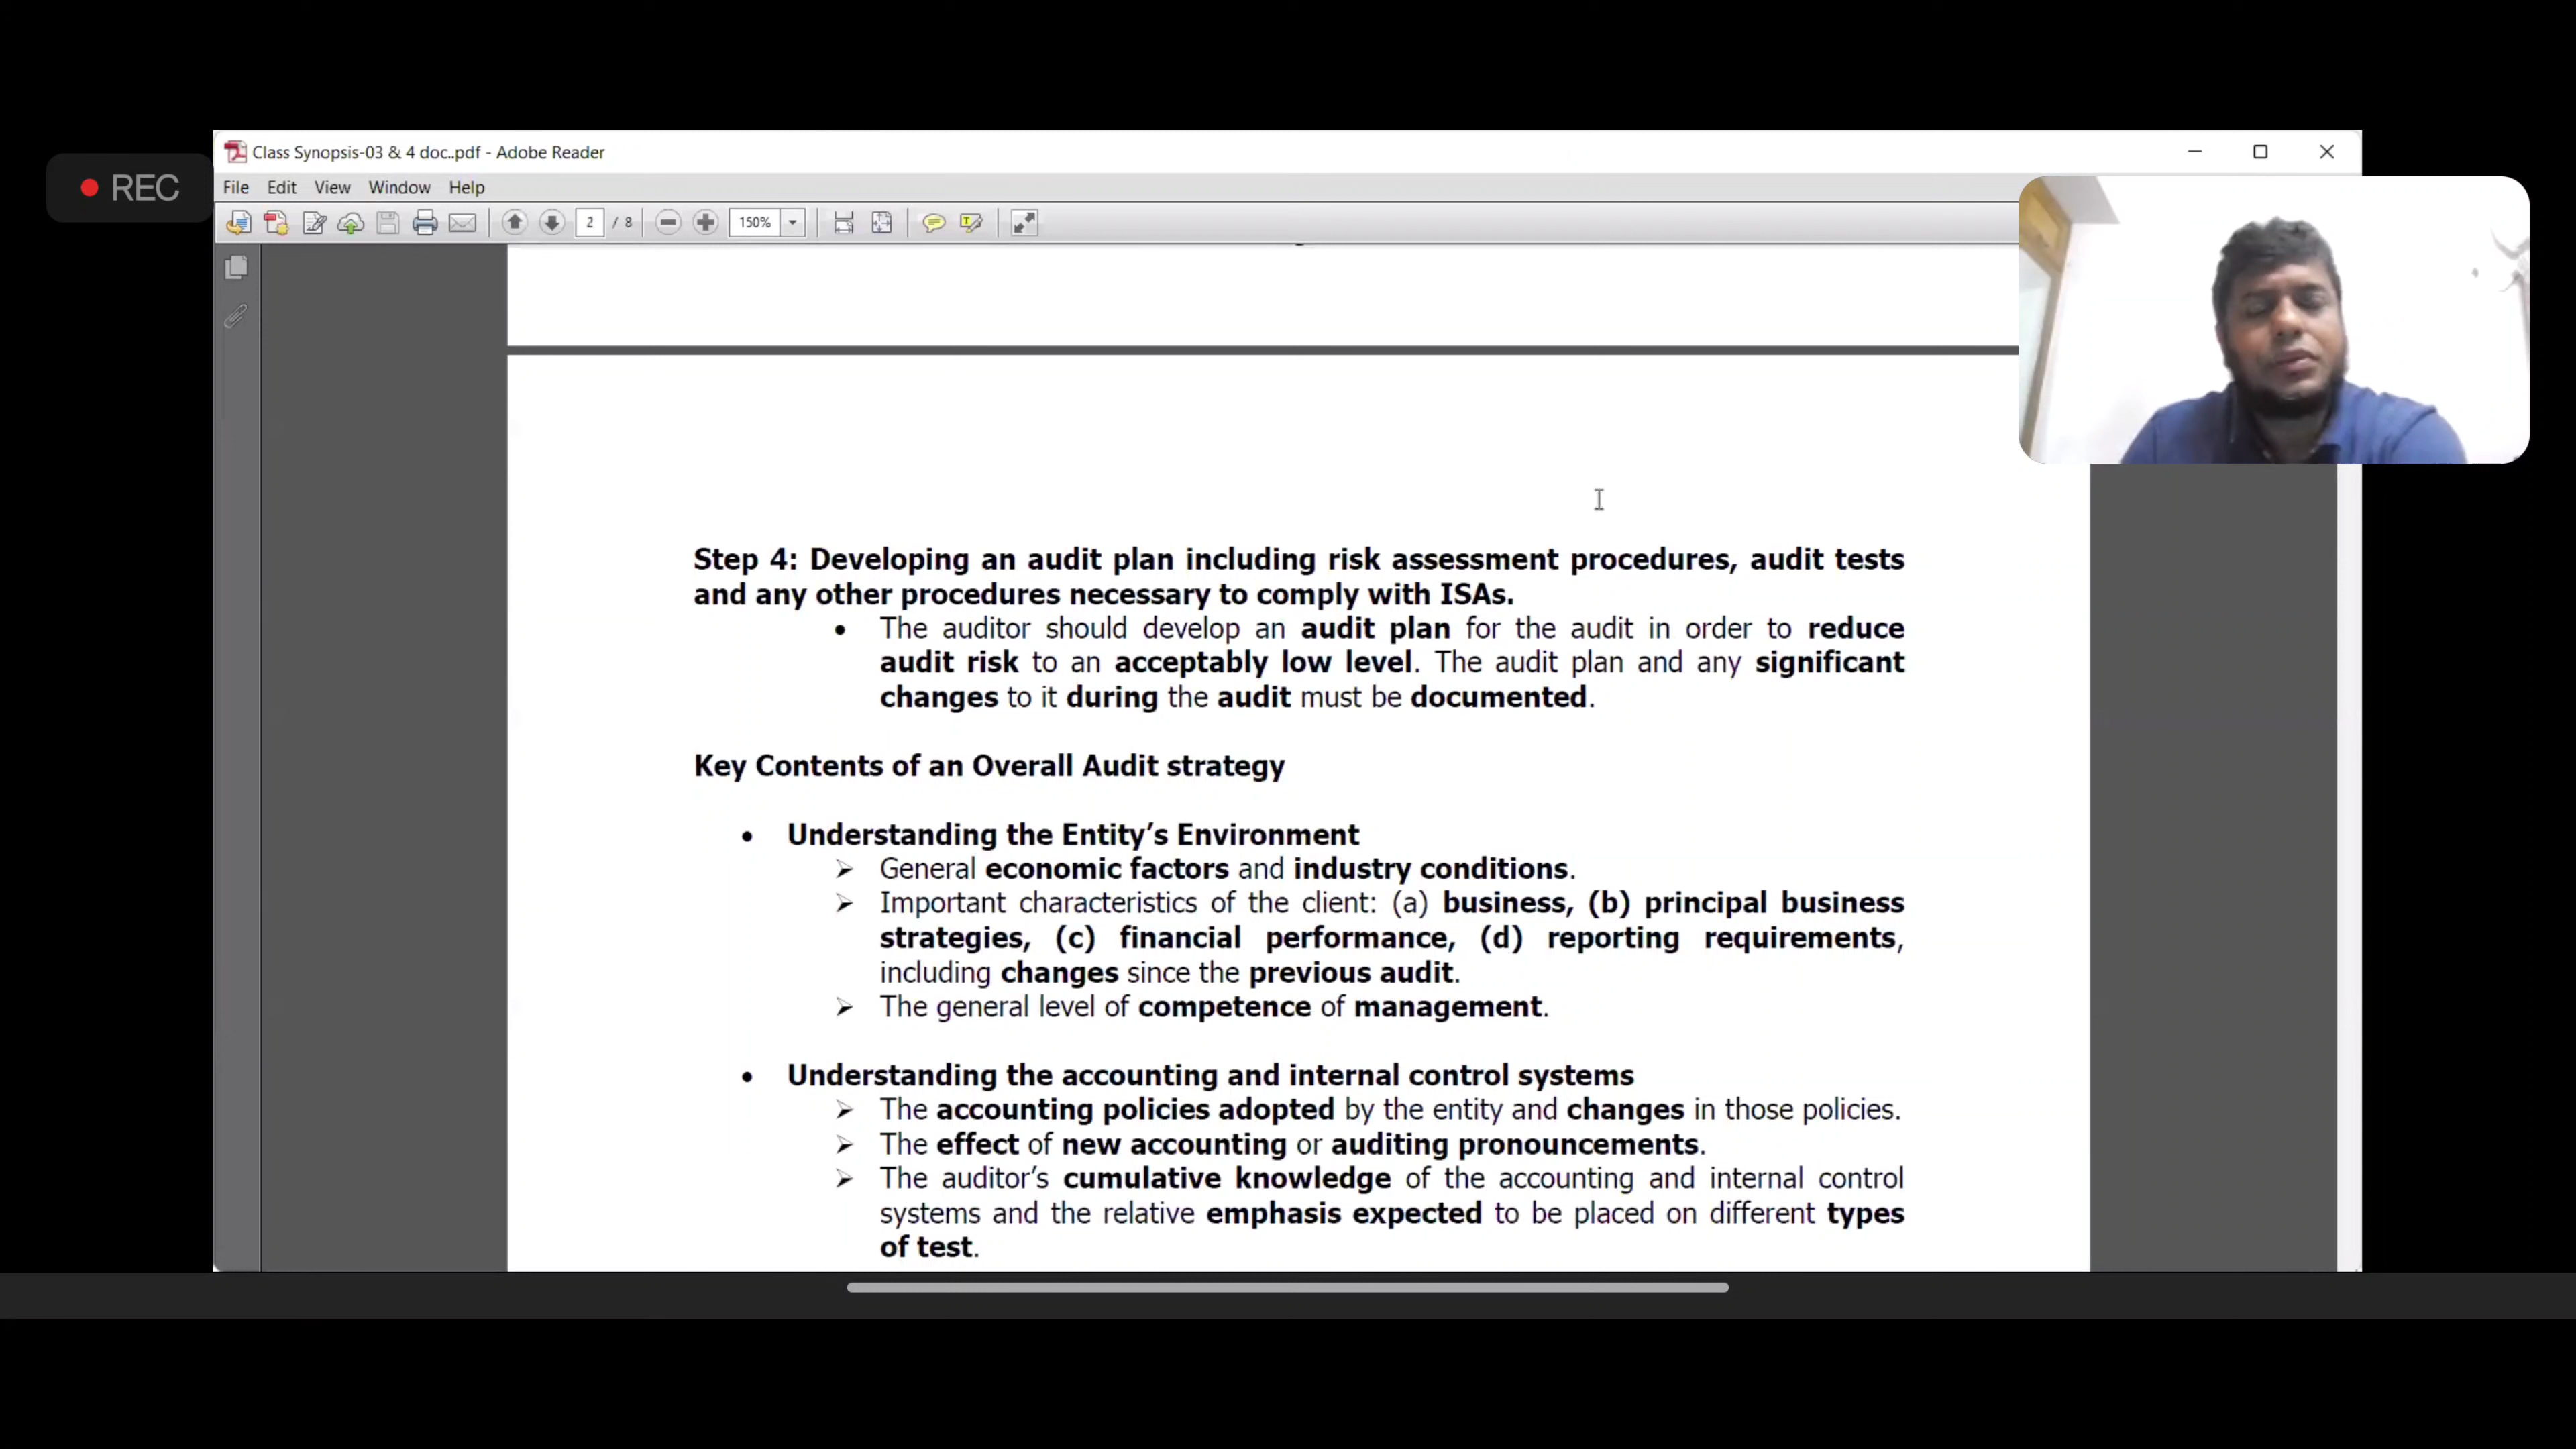 Class Synopsis-03 & 4 doc..pdf - Adobe Reader
REC
File Edit View Window Help
2 / 8 150%
Step 4: Developing an audit plan including risk assessment procedures, audit tests
and any other procedures necessary to comply with ISAs.
• The auditor should develop an audit plan for the audit in order to reduce
audit risk to an acceptably low level. The audit plan and any significant
changes to it during the audit must be documented.
Key Contents of an Overall Audit strategy
• Understanding the Entity’s Environment
➢ General economic factors and industry conditions.
➢ Important characteristics of the client: (a) business, (b) principal business
strategies, (c) financial performance, (d) reporting requirements,
including changes since the previous audit.
➢ The general level of competence of management.
• Understanding the accounting and internal control systems
➢ The accounting policies adopted by the entity and changes in those policies.
➢ The effect of new accounting or auditing pronouncements.
➢ The auditor’s cumulative knowledge of the accounting and internal control
systems and the relative emphasis expected to be placed on different types
of test.